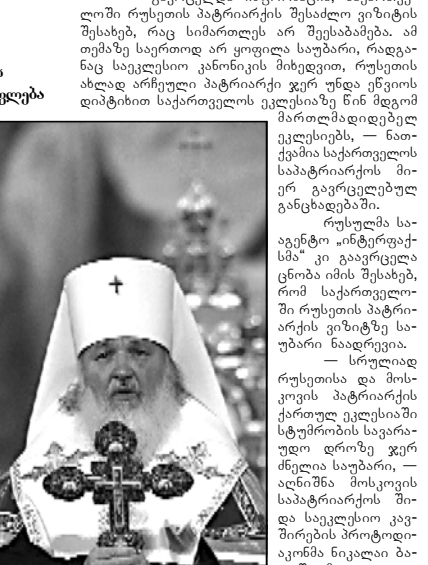 ს
ვლება
ლოში რუსეთის პატრიარქის შესაძლო ვიზიტის
შესახებ, რაც სიმართლეს არ შეესაბამება. ამ
თემაზე საერთოდ არ ყოფილა საუბარი, რადგა-
ნაც საეკლესიო კანონიკის მიხედვით, რუსეთის
ახლად არჩეული პატრიარქი ჯერ უნდა ეწვიოს
დიპტიხით საქართველოს ეკლესიაზე წინ მდგომ
მართლმადიდებელ
ეკლესიებს, — ნათ-
ქვამია საქართველოს
საპატრიარქოს მი-
ერ გავრცელებულ
განცხადებაში.
რუსულმა სა-
აგენტო „ინტერფაქ-
სმა“ კი გაავრცელა
ცნობა იმის შესახებ,
რომ საქართველო-
ში რუსეთის პატრი-
არქის ვიზიტზე სა-
უბარი ნაადრევია.
— სრულიად
რუსეთისა და მოს-
კოვის პატრიარქის
ქართულ ეკლესიაში
სტუმრობის სავარა-
უდო დროზე ჯერ
ძნელია საუბარი, —
აღნიშნა მოსკოვის
საპატრიარქოს ში-
და საეკლესიო კავ-
შირების პროტოდი-
აკონმა ნიკალაი ბა-